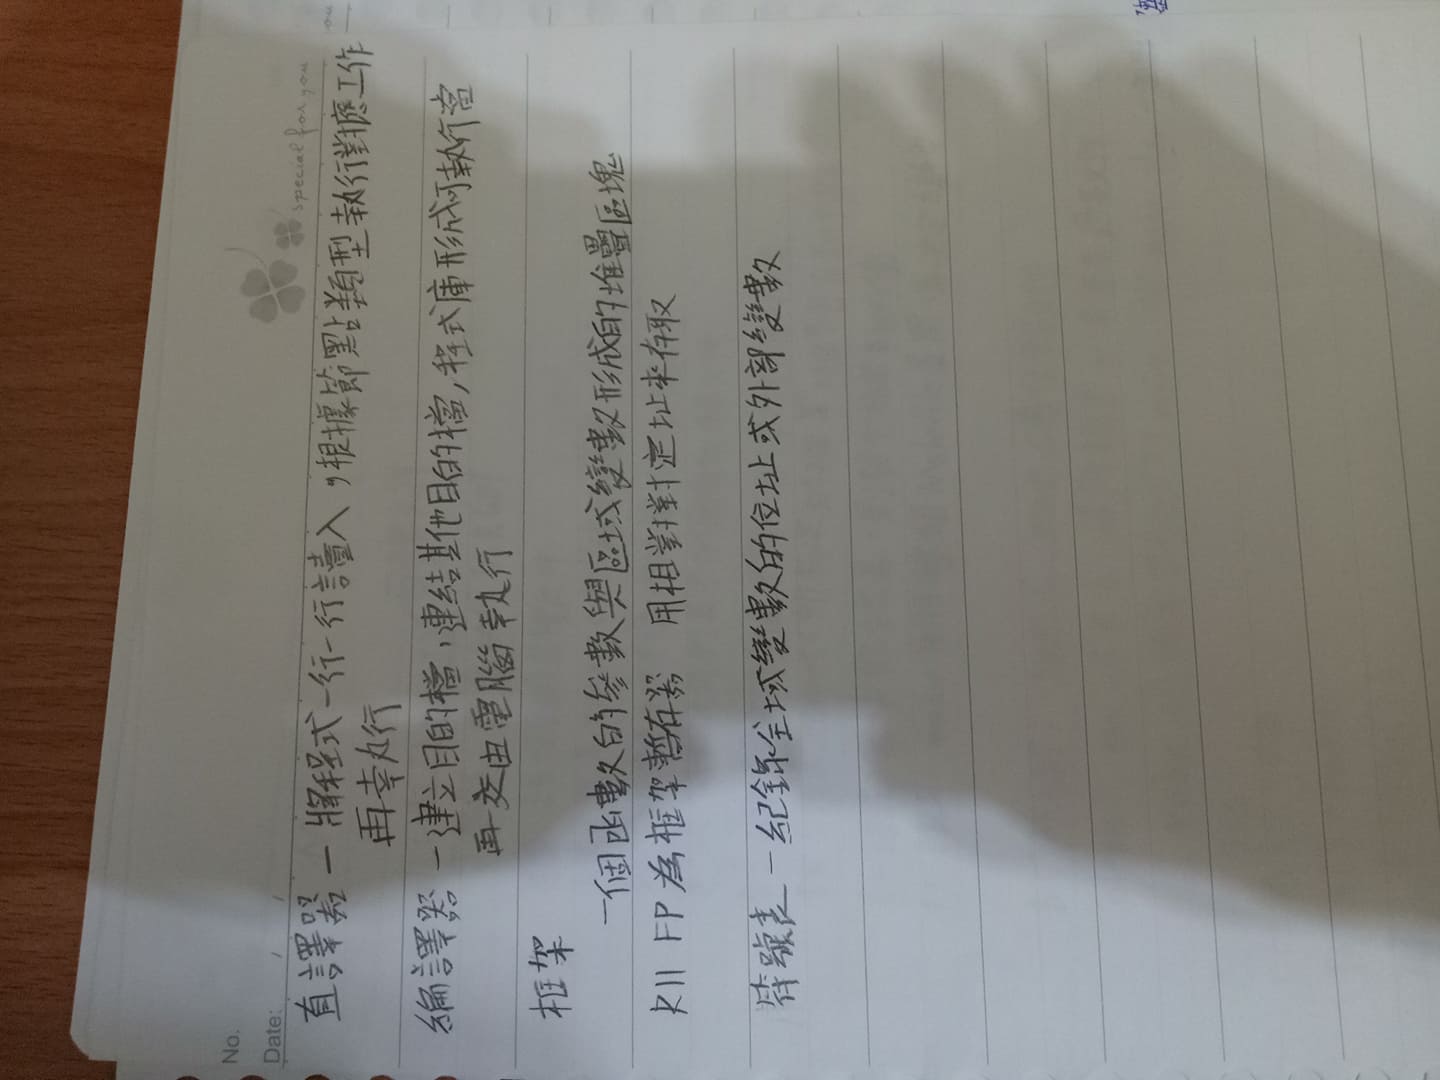 No.
Date: / /
special for you
直譯器 — 將程式一行一行讀入,根據節點類型執行對應工作
再執行
編譯器 — 建立目的檔,連結其他目的檔,程式庫形成可執行檔
再交由電腦執行
框架
一個函數的參數與區域變數形成的堆疊區塊
R11 FP為框架暫存器 用相對定址來存取
符號表 — 紀錄全域變數的位址或外部變數